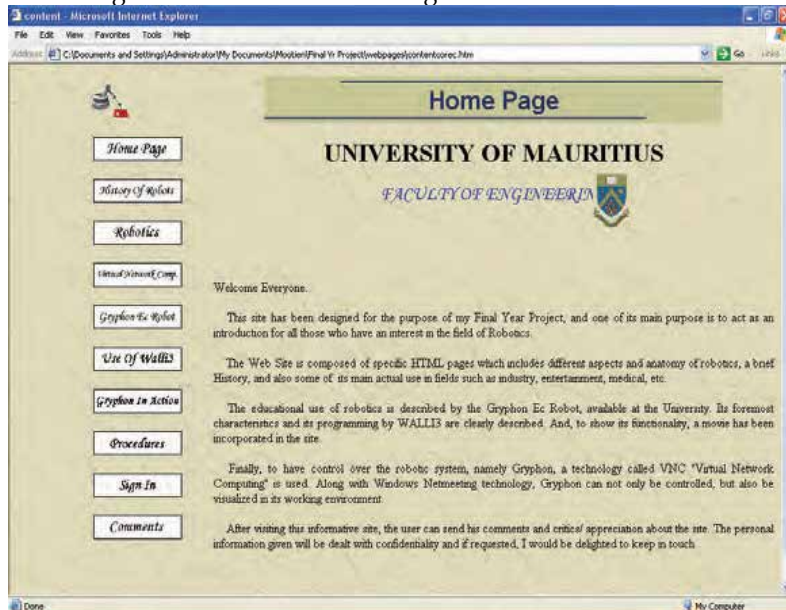 content - Microsoft Internet Explorer
File Edit View Favorites Tools Help
Address C:\Documents and Settings\Administrator\My Documents\Mootien\Final Yr Project\webpages\contentcorec.htm Go Links
Home Page
Home Page
UNIVERSITY OF MAURITIUS
History Of Robots
FACULTY OF ENGINEERIN
Robotics
Virtual Network Comp.
Welcome Everyone.
Gryphon Ec Robot
This site has been designed for the purpose of my Final Year Project, and one of its main purpose is to act as an
introduction for all those who have an interest in the field of Robotics.
Use Of Walli3
The Web Site is composed of specific HTML pages which includes different aspects and anatomy of robotics, a brief
History, and also some of its main actual use in fields such as industry, entertainment, medical, etc.
Gryphon In Action
The educational use of robotics is described by the Gryphon Ec Robot, available at the University. Its foremost
characteristics and its programming by WALLI3 are clearly described. And, to show its functionality, a movie has been
incorporated in the site.
Procedures
Finally, to have control over the robotic system, namely Gryphon, a technology called VNC "Virtual Network
Computing" is used. Along with Windows Netmeeting technology, Gryphon can not only be controlled, but also be
visualized in its working environment.
Sign In
Comments
After visiting this informative site, the user can send his comments and critics/ appreciation about the site. The personal
information given will be dealt with confidentiality and if requested, I would be delighted to keep in touch
Done My Computer